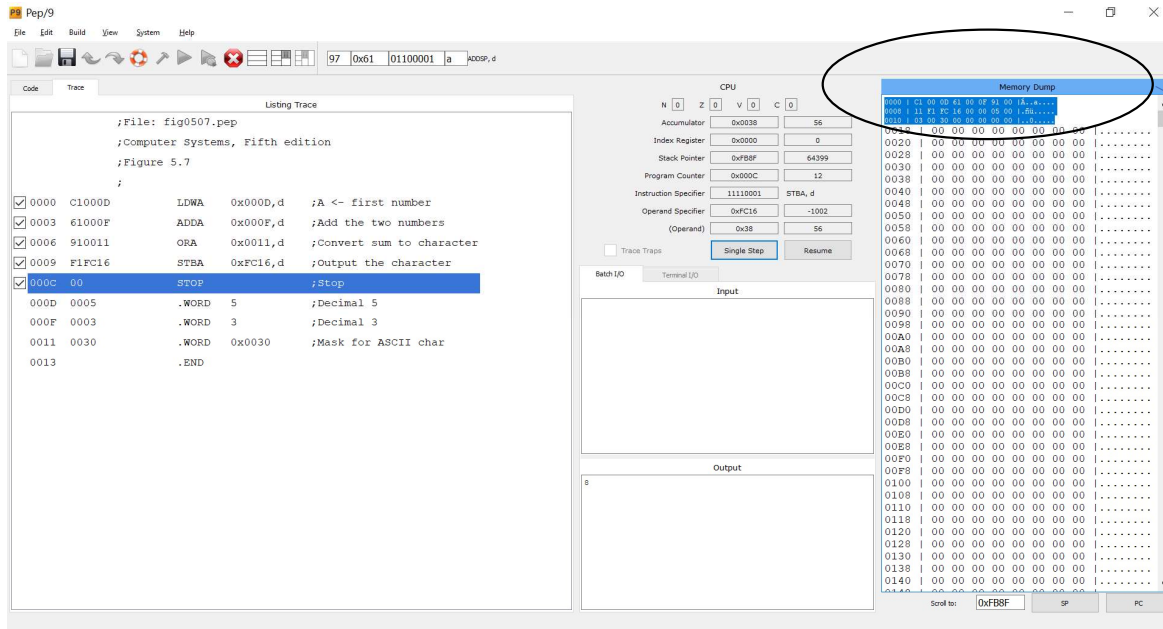 P9 Pep/9
File Edit Build View System Help
97 0x61 01100001 a ADDSP, d
Code Trace
Listing Trace
;File: fig0507.pep
;Computer Systems, Fifth edition
;Figure 5.7
;
0000 C1000D LDWA 0x000D,d ;A <- first number
0003 61000F ADDA 0x000F,d ;Add the two numbers
0006 910011 ORA 0x0011,d ;Convert sum to character
0009 F1FC16 STBA 0xFC16,d ;Output the character
000C 00 STOP ;Stop
000D 0005 .WORD 5 ;Decimal 5
000F 0003 .WORD 3 ;Decimal 3
0011 0030 .WORD 0x0030 ;Mask for ASCII char
0013 .END
CPU
N 0 Z 0 V 0 C 0
Accumulator 0x0038 56
Index Register 0x0000 0
Stack Pointer 0xFB8F 64399
Program Counter 0x000C 12
Instruction Specifier 11110001 STBA, d
Operand Specifier 0xFC16 -1002
(Operand) 0x38 56
Trace Traps Single Step Resume
Batch I/O Terminal I/O
Input
Output
8
Memory Dump
0000 | C1 00 0D 61 00 0F 91 00 |Á..a....
0008 | 11 F1 FC 16 00 00 05 00 |.ñü.....
0010 | 03 00 30 00 00 00 00 00 |..0.....
0018 | 00 00 00 00 00 00 00 00 |........
0020 | 00 00 00 00 00 00 00 00 |........
0028 | 00 00 00 00 00 00 00 00 |........
0030 | 00 00 00 00 00 00 00 00 |........
0038 | 00 00 00 00 00 00 00 00 |........
0040 | 00 00 00 00 00 00 00 00 |........
0048 | 00 00 00 00 00 00 00 00 |........
0050 | 00 00 00 00 00 00 00 00 |........
0058 | 00 00 00 00 00 00 00 00 |........
0060 | 00 00 00 00 00 00 00 00 |........
0068 | 00 00 00 00 00 00 00 00 |........
0070 | 00 00 00 00 00 00 00 00 |........
0078 | 00 00 00 00 00 00 00 00 |........
0080 | 00 00 00 00 00 00 00 00 |........
0088 | 00 00 00 00 00 00 00 00 |........
0090 | 00 00 00 00 00 00 00 00 |........
0098 | 00 00 00 00 00 00 00 00 |........
00A0 | 00 00 00 00 00 00 00 00 |........
00A8 | 00 00 00 00 00 00 00 00 |........
00B0 | 00 00 00 00 00 00 00 00 |........
00B8 | 00 00 00 00 00 00 00 00 |........
00C0 | 00 00 00 00 00 00 00 00 |........
00C8 | 00 00 00 00 00 00 00 00 |........
00D0 | 00 00 00 00 00 00 00 00 |........
00D8 | 00 00 00 00 00 00 00 00 |........
00E0 | 00 00 00 00 00 00 00 00 |........
00E8 | 00 00 00 00 00 00 00 00 |........
00F0 | 00 00 00 00 00 00 00 00 |........
00F8 | 00 00 00 00 00 00 00 00 |........
0100 | 00 00 00 00 00 00 00 00 |........
0108 | 00 00 00 00 00 00 00 00 |........
0110 | 00 00 00 00 00 00 00 00 |........
0118 | 00 00 00 00 00 00 00 00 |........
0120 | 00 00 00 00 00 00 00 00 |........
0128 | 00 00 00 00 00 00 00 00 |........
0130 | 00 00 00 00 00 00 00 00 |........
0138 | 00 00 00 00 00 00 00 00 |........
0140 | 00 00 00 00 00 00 00 00 |........
Scroll to: 0xFB8F SP PC